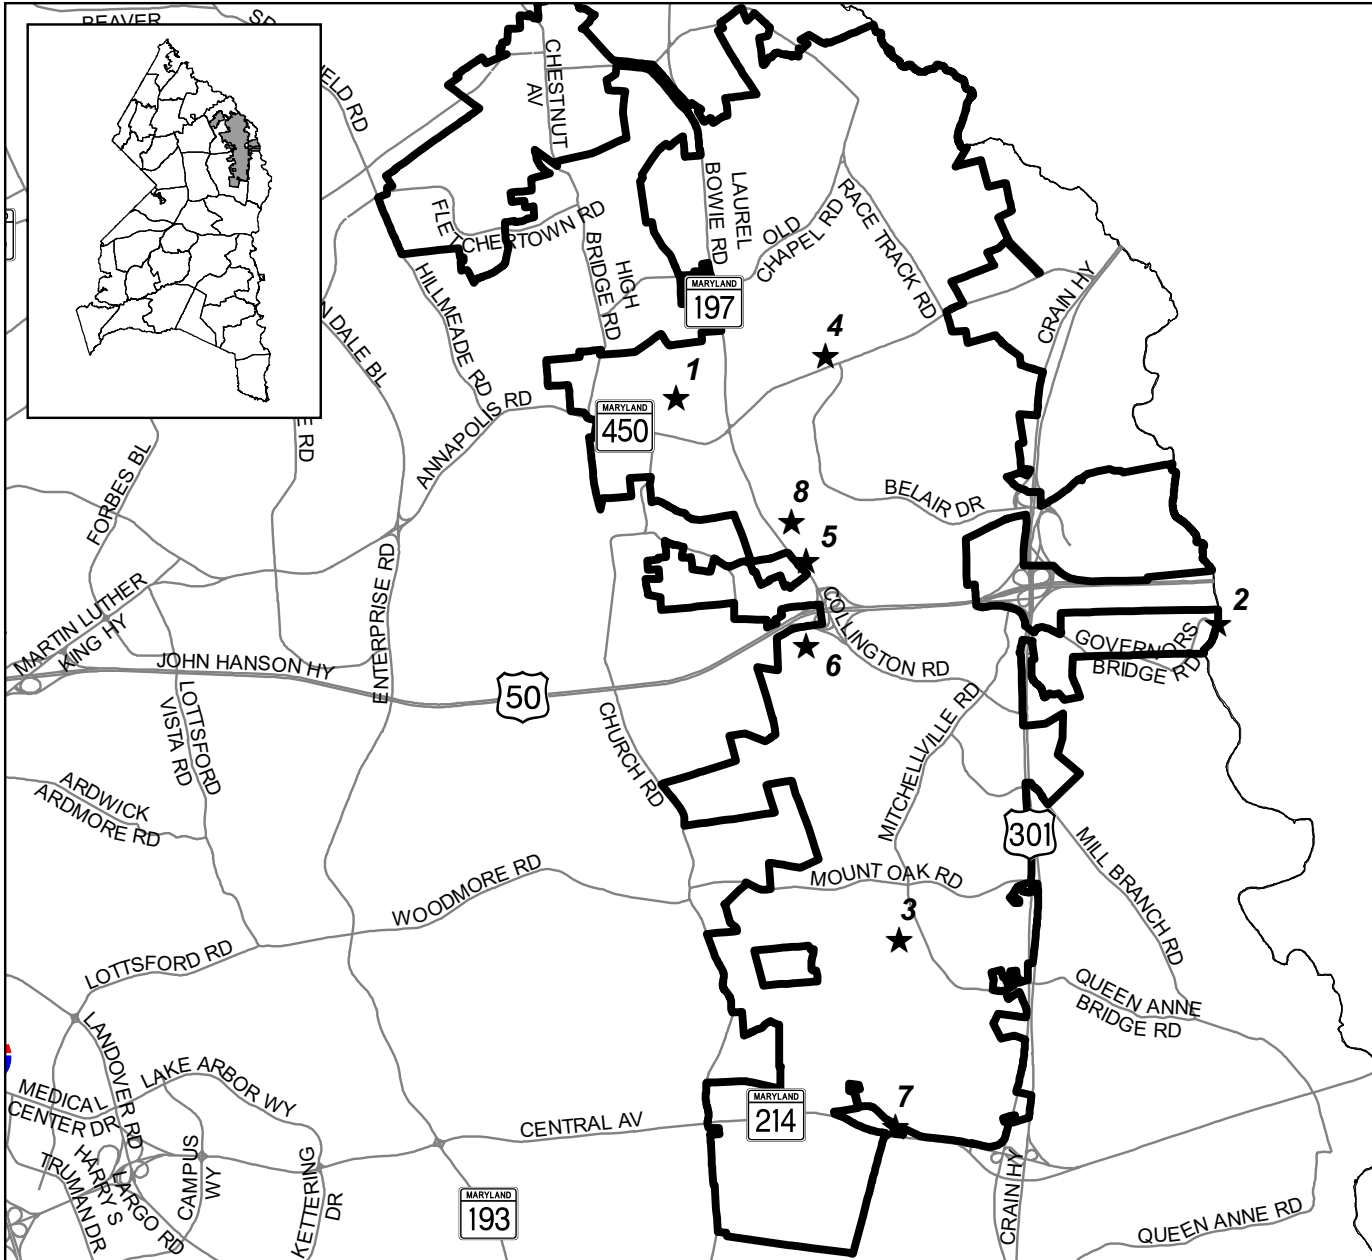 BEAVER
CHESTNUT
AV
IELD RD
LAUREL
BOWIE RD
RACE TRACK RD
OLD
CHAPEL RD
FLETCHERTOWN RD
HIGH
BRIDGE RD
HILLMEADE RD
CRAIN HY
MARYLAND
197
N DALE BL
4
1
ANNAPOLIS RD
MARYLAND
450
E RD
FORBES BL
BELAIR DR
8
5
ENTERPRISE RD
MARTIN LUTHER
KING HY
COLLINGTON RD
2
GOVERNORS
BRIDGE RD
JOHN HANSON HY
6
50
LOTTSFORD
VISTA RD
CHURCH RD
MITCHELLVILLE RD
ARDWICK
ARDMORE RD
301
MILL BRANCH RD
WOODMORE RD
MOUNT OAK RD
3
LOTTSFORD RD
QUEEN ANNE
BRIDGE RD
LANDOVER RD
LAKE ARBOR WY
MEDICAL
CENTER DR
7
MARYLAND
214
CENTRAL AV
HARRY S
TRUMAN DR
LARGO RD
CAMPUS
WY
KETTERING
DR
MARYLAND
193
CRAIN HY
QUEEN ANNE RD